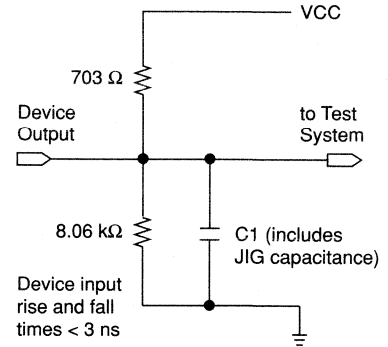 VCC
703 Ω
Device
Output
to Test
System
8.06 kΩ
C1 (includes
JIG capacitance)
Device input
rise and fall
times < 3 ns